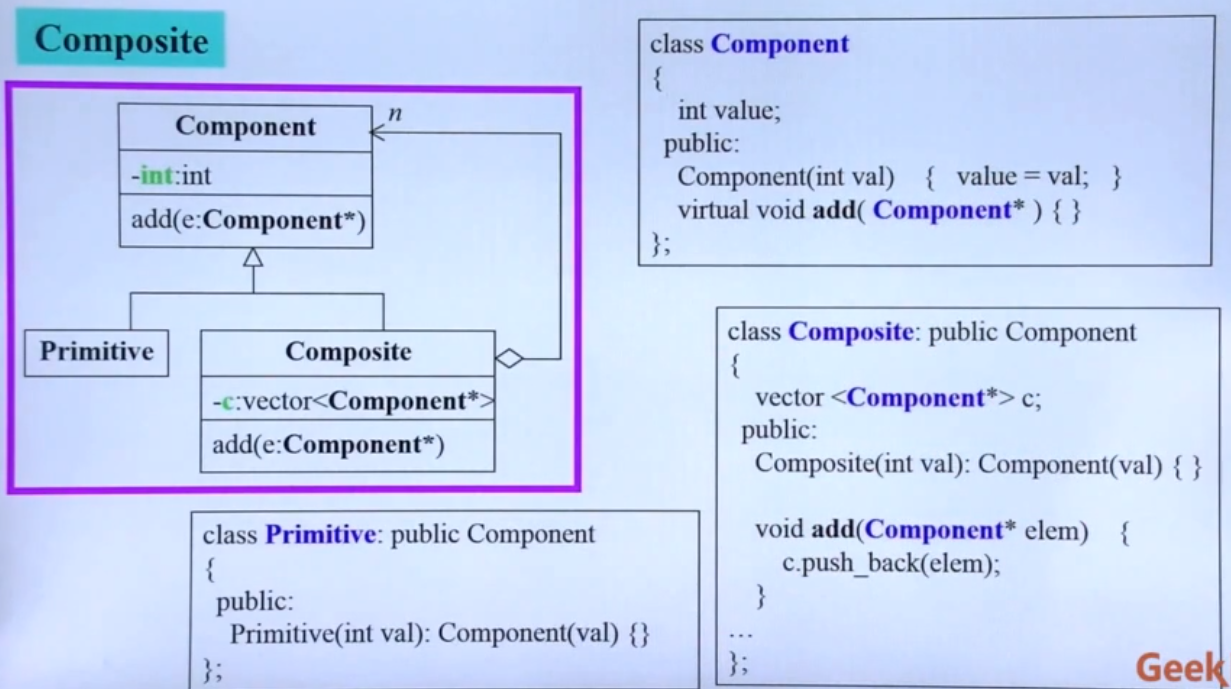 Composite
Component
n
-int:int
add(e:Component*)
Primitive
Composite
-c:vector<Component*>
add(e:Component*)
class Component
{
int value;
public:
Component(int val) { value = val; }
virtual void add( Component* ) { }
};
class Primitive: public Component
{
public:
Primitive(int val): Component(val) {}
};
class Composite: public Component
{
vector <Component*> c;
public:
Composite(int val): Component(val) { }
void add(Component* elem) {
c.push_back(elem);
}
...
};
Geek